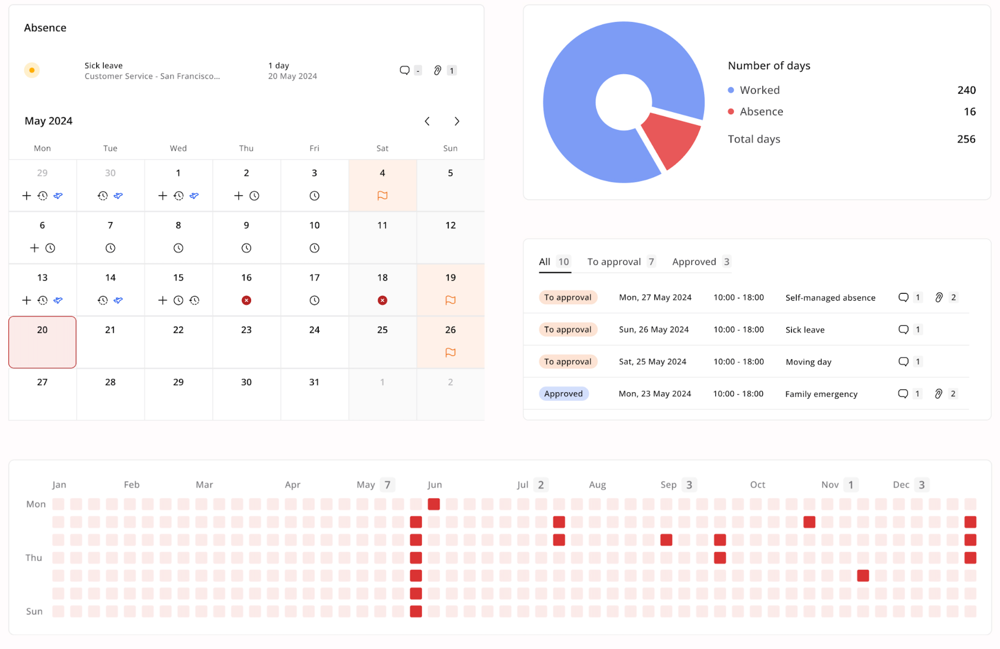 Absence
Sick leave 1 day
Customer Service - San Francisco... 20 May 2024 - 1
May 2024
Mon Tue Wed Thu Fri Sat Sun
29 30 1 2 3 4 5
6 7 8 9 10 11 12
13 14 15 16 17 18 19
20 21 22 23 24 25 26
27 28 29 30 31 1 2
Number of days
Worked 240
Absence 16
Total days 256
All 10 To approval 7 Approved 3
To approval Mon, 27 May 2024 10:00 - 18:00 Self-managed absence 1 2
To approval Sun, 26 May 2024 10:00 - 18:00 Sick leave 1
To approval Sat, 25 May 2024 10:00 - 18:00 Moving day 1
Approved Mon, 23 May 2024 10:00 - 18:00 Family emergency 1 2
Jan Feb Mar Apr May 7 Jun Jul 2 Aug Sep 3 Oct Nov 1 Dec 3
Mon
Thu
Sun